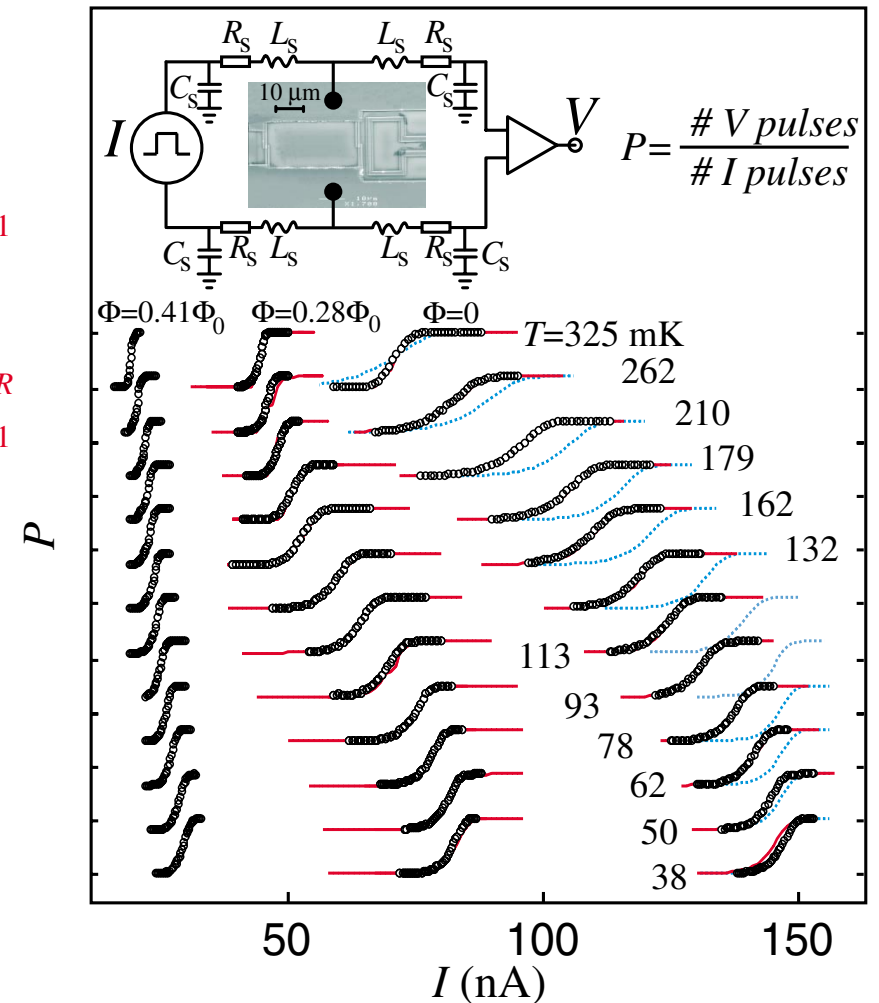 R_S L_S L_S R_S
C_S C_S
10 μm
I
V
P= # V pulses
# I pulses
1
C_S R_S L_S L_S R_S C_S
Φ=0.41Φ_0 Φ=0.28Φ_0 Φ=0
T=325 mK
262
R
210
1
179
162
132
P
113
93
78
62
50
38
50 100 150
I (nA)